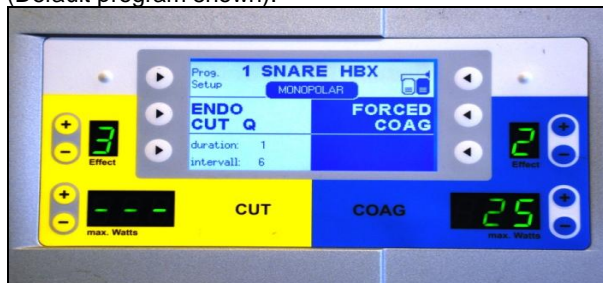 (Default program shown).
Prog. 1 SNARE HBX
Setup
MONOPOLAR
ENDO CUT Q
FORCED COAG
duration: 1
intervall: 6
+
-
3
Effect
2
Effect
+
-
+
-
- - -
max. Watts
CUT
COAG
25
max. Watts
+
-